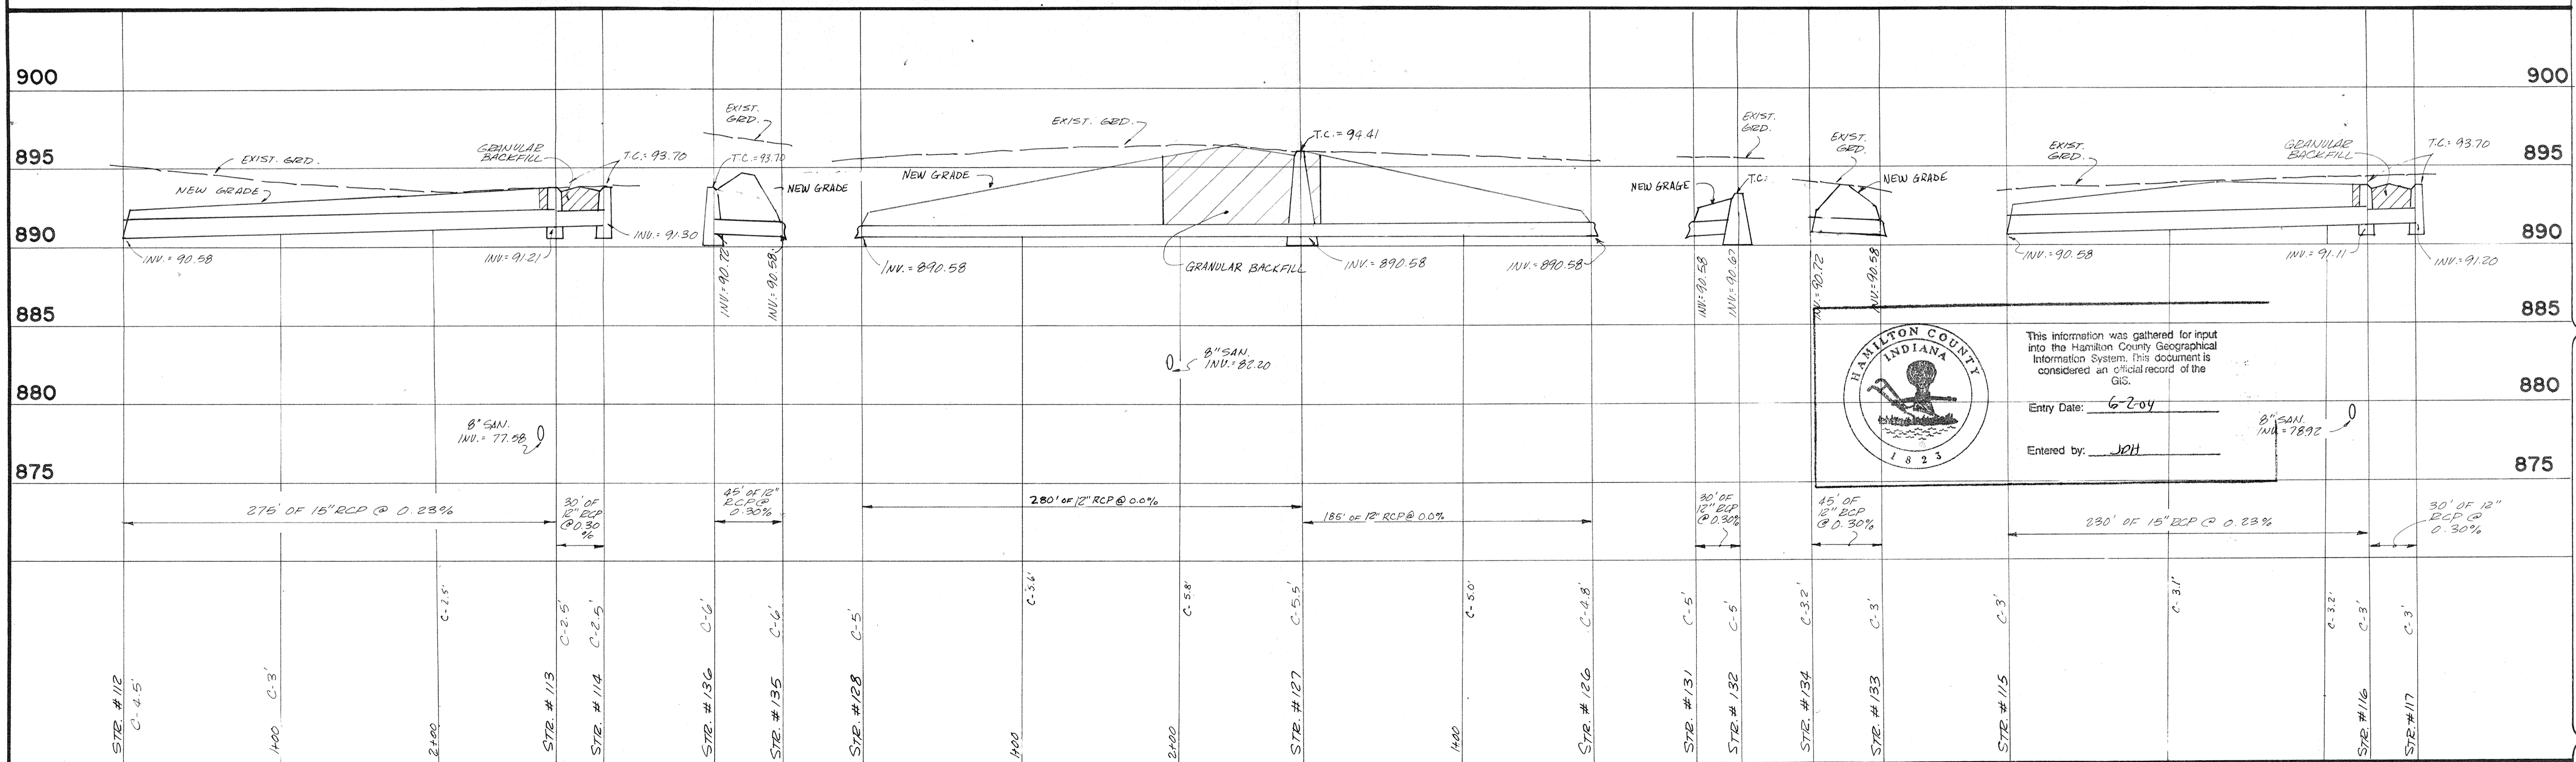 900
900
895
895
890
890
885
885
880
880
875
875
EXIST. GRD.
NEW GRADE
GRANULAR
BACKFILL
T.C.= 93.70
INV.= 90.58
INV.= 91.21
INV.= 91.30
8" SAN.
INV.= 77.58
275' OF 15" RCP @ 0.23%
30' OF
12" RCP
@ 0.30
%
EXIST.
GRD.
T.C.= 93.70
NEW GRADE
INV.= 90.72
INV.= 90.58
45' OF 12"
RCP @
0.30%
EXIST. GRD.
NEW GRADE
T.C.= 94.41
INV.= 890.58
GRANULAR BACKFILL
INV.= 890.58
INV.= 890.58
8" SAN.
INV.= 82.20
280' OF 12" RCP @ 0.0%
185' OF 12" RCP @ 0.0%
EXIST.
GRD.
NEW GRAGE
T.C.=
INV.= 90.58
INV.= 90.67
30' OF
12" RCP
@ 0.30%
EXIST.
GRD.
NEW GRADE
INV.= 90.72
INV.= 90.58
45' OF
12" RCP
@ 0.30%
EXIST.
GRD.
GRANULAR
BACKFILL
T.C.= 93.70
INV.= 90.58
INV.= 91.11
INV.= 91.20
8" SAN.
INV.= 78.92
230' OF 15" RCP @ 0.23%
30' OF 12"
RCP @
0.30%
HAMILTON COUNTY
INDIANA
1823
This information was gathered for input
into the Hamilton County Geographical
Information System. This document is
considered an official record of the
GIS.
Entry Date: 6-2-04
Entered by: JDH
STR. #112
C-4.5'
1+00
C-3'
2+00
C-2.5'
STR. #113
C-2.5'
STR. #114
C-2.5'
STR. #136
C-6'
STR. #135
C-6'
STR. #128
C-5'
1+00
C-5.6'
2+00
C-5.8'
STR. #127
C-5.5'
1+00
C-5.0'
STR. #126
C-4.8'
STR. #131
C-5'
STR. #132
C-5'
STR. #134
C-3.2'
STR. #133
C-3'
STR. #115
C-3'
C-3.1'
C-3.2'
STR. #116
C-3'
STR. #117
C-3'